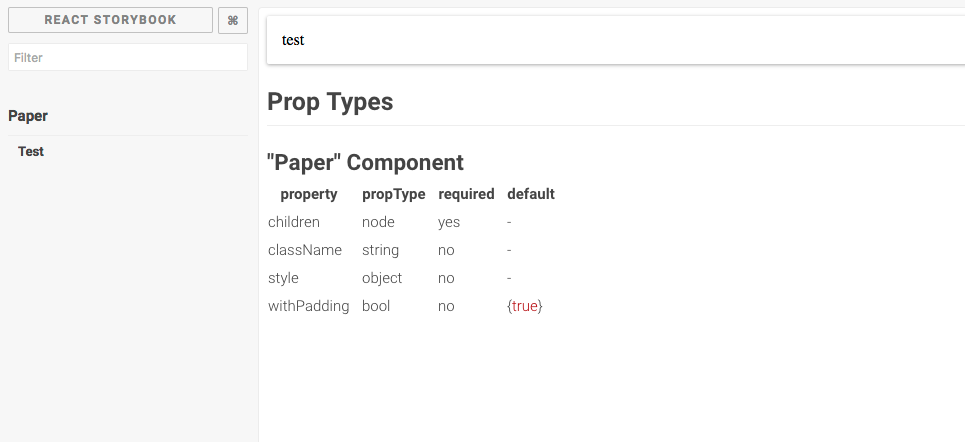 REACT STORYBOOK ⌘
Filter
Paper
Test
test
Prop Types
"Paper" Component
property propType required default
children node yes -
className string no -
style object no -
withPadding bool no {true}